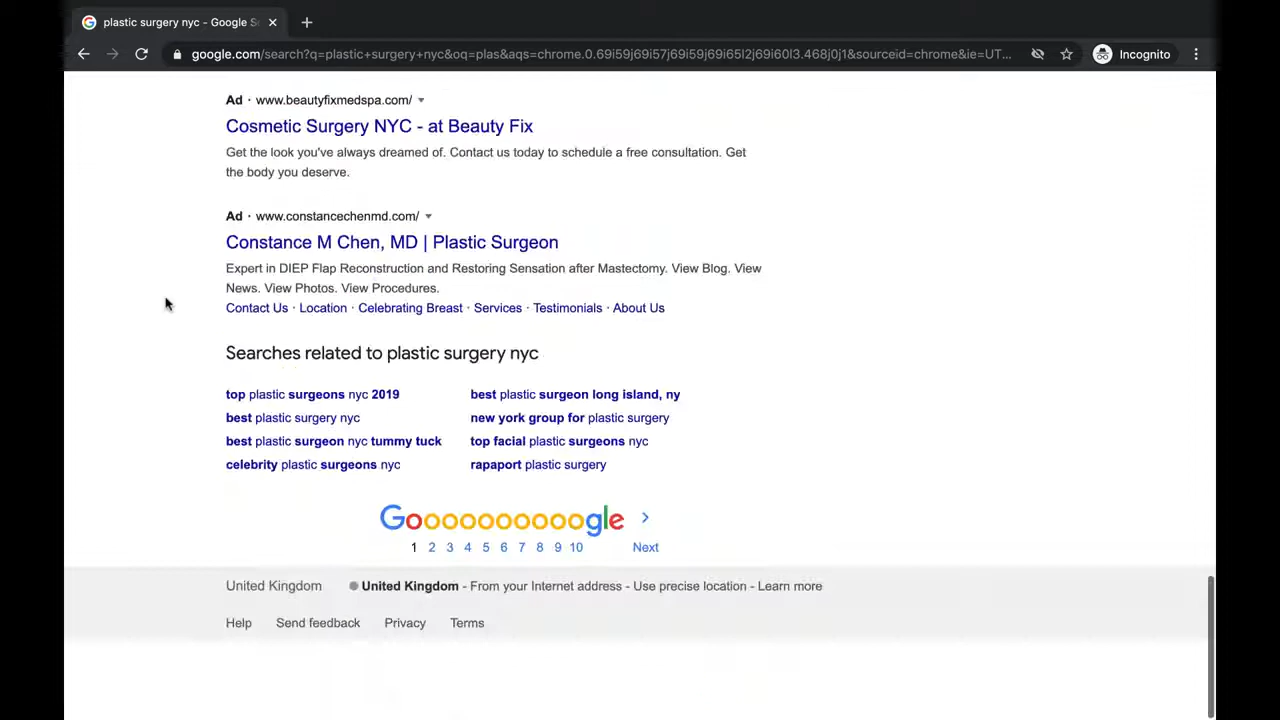 plastic surgery nyc - Google S
google.com/search?q=plastic+surgery+nyc&oq=plas&aqs=chrome.0.69i59j69i57j69i59j69i65l2j69i60l3.468j0j1&sourceid=chrome&ie=UT...
Incognito
Ad · www.beautyfixmedspa.com/
Cosmetic Surgery NYC - at Beauty Fix
Get the look you've always dreamed of. Contact us today to schedule a free consultation. Get
the body you deserve.
Ad · www.constancechenmd.com/
Constance M Chen, MD | Plastic Surgeon
Expert in DIEP Flap Reconstruction and Restoring Sensation after Mastectomy. View Blog. View
News. View Photos. View Procedures.
Contact Us · Location · Celebrating Breast · Services · Testimonials · About Us
Searches related to plastic surgery nyc
top plastic surgeons nyc 2019
best plastic surgery nyc
best plastic surgeon nyc tummy tuck
celebrity plastic surgeons nyc
best plastic surgeon long island, ny
new york group for plastic surgery
top facial plastic surgeons nyc
rapaport plastic surgery
Goooooooooogle
1 2 3 4 5 6 7 8 9 10 Next
United Kingdom
United Kingdom - From your Internet address - Use precise location - Learn more
Help Send feedback Privacy Terms